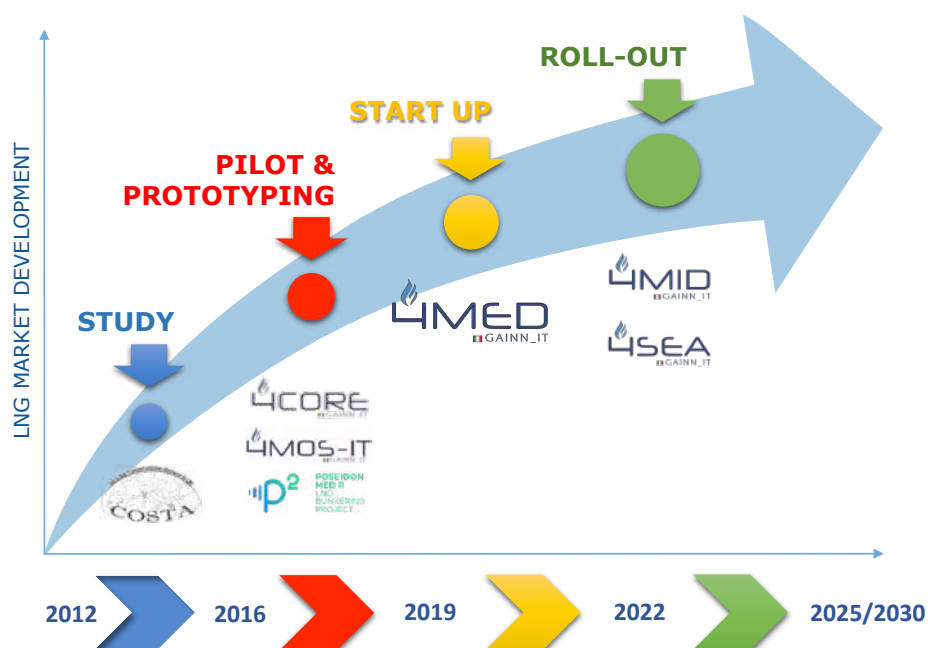 LNG MARKET DEVELOPMENT
ROLL-OUT
START UP
PILOT &
PROTOTYPING
STUDY
4MID
GAINN_IT
4MED
GAINN_IT
4SEA
GAINN_IT
4CORE
GAINN_IT
4MOS-IT
GAINN_IT
P2
POSEIDON
MED II
LNG
BUNKERING
PROJECT
COSTA
2012
2016
2019
2022
2025/2030